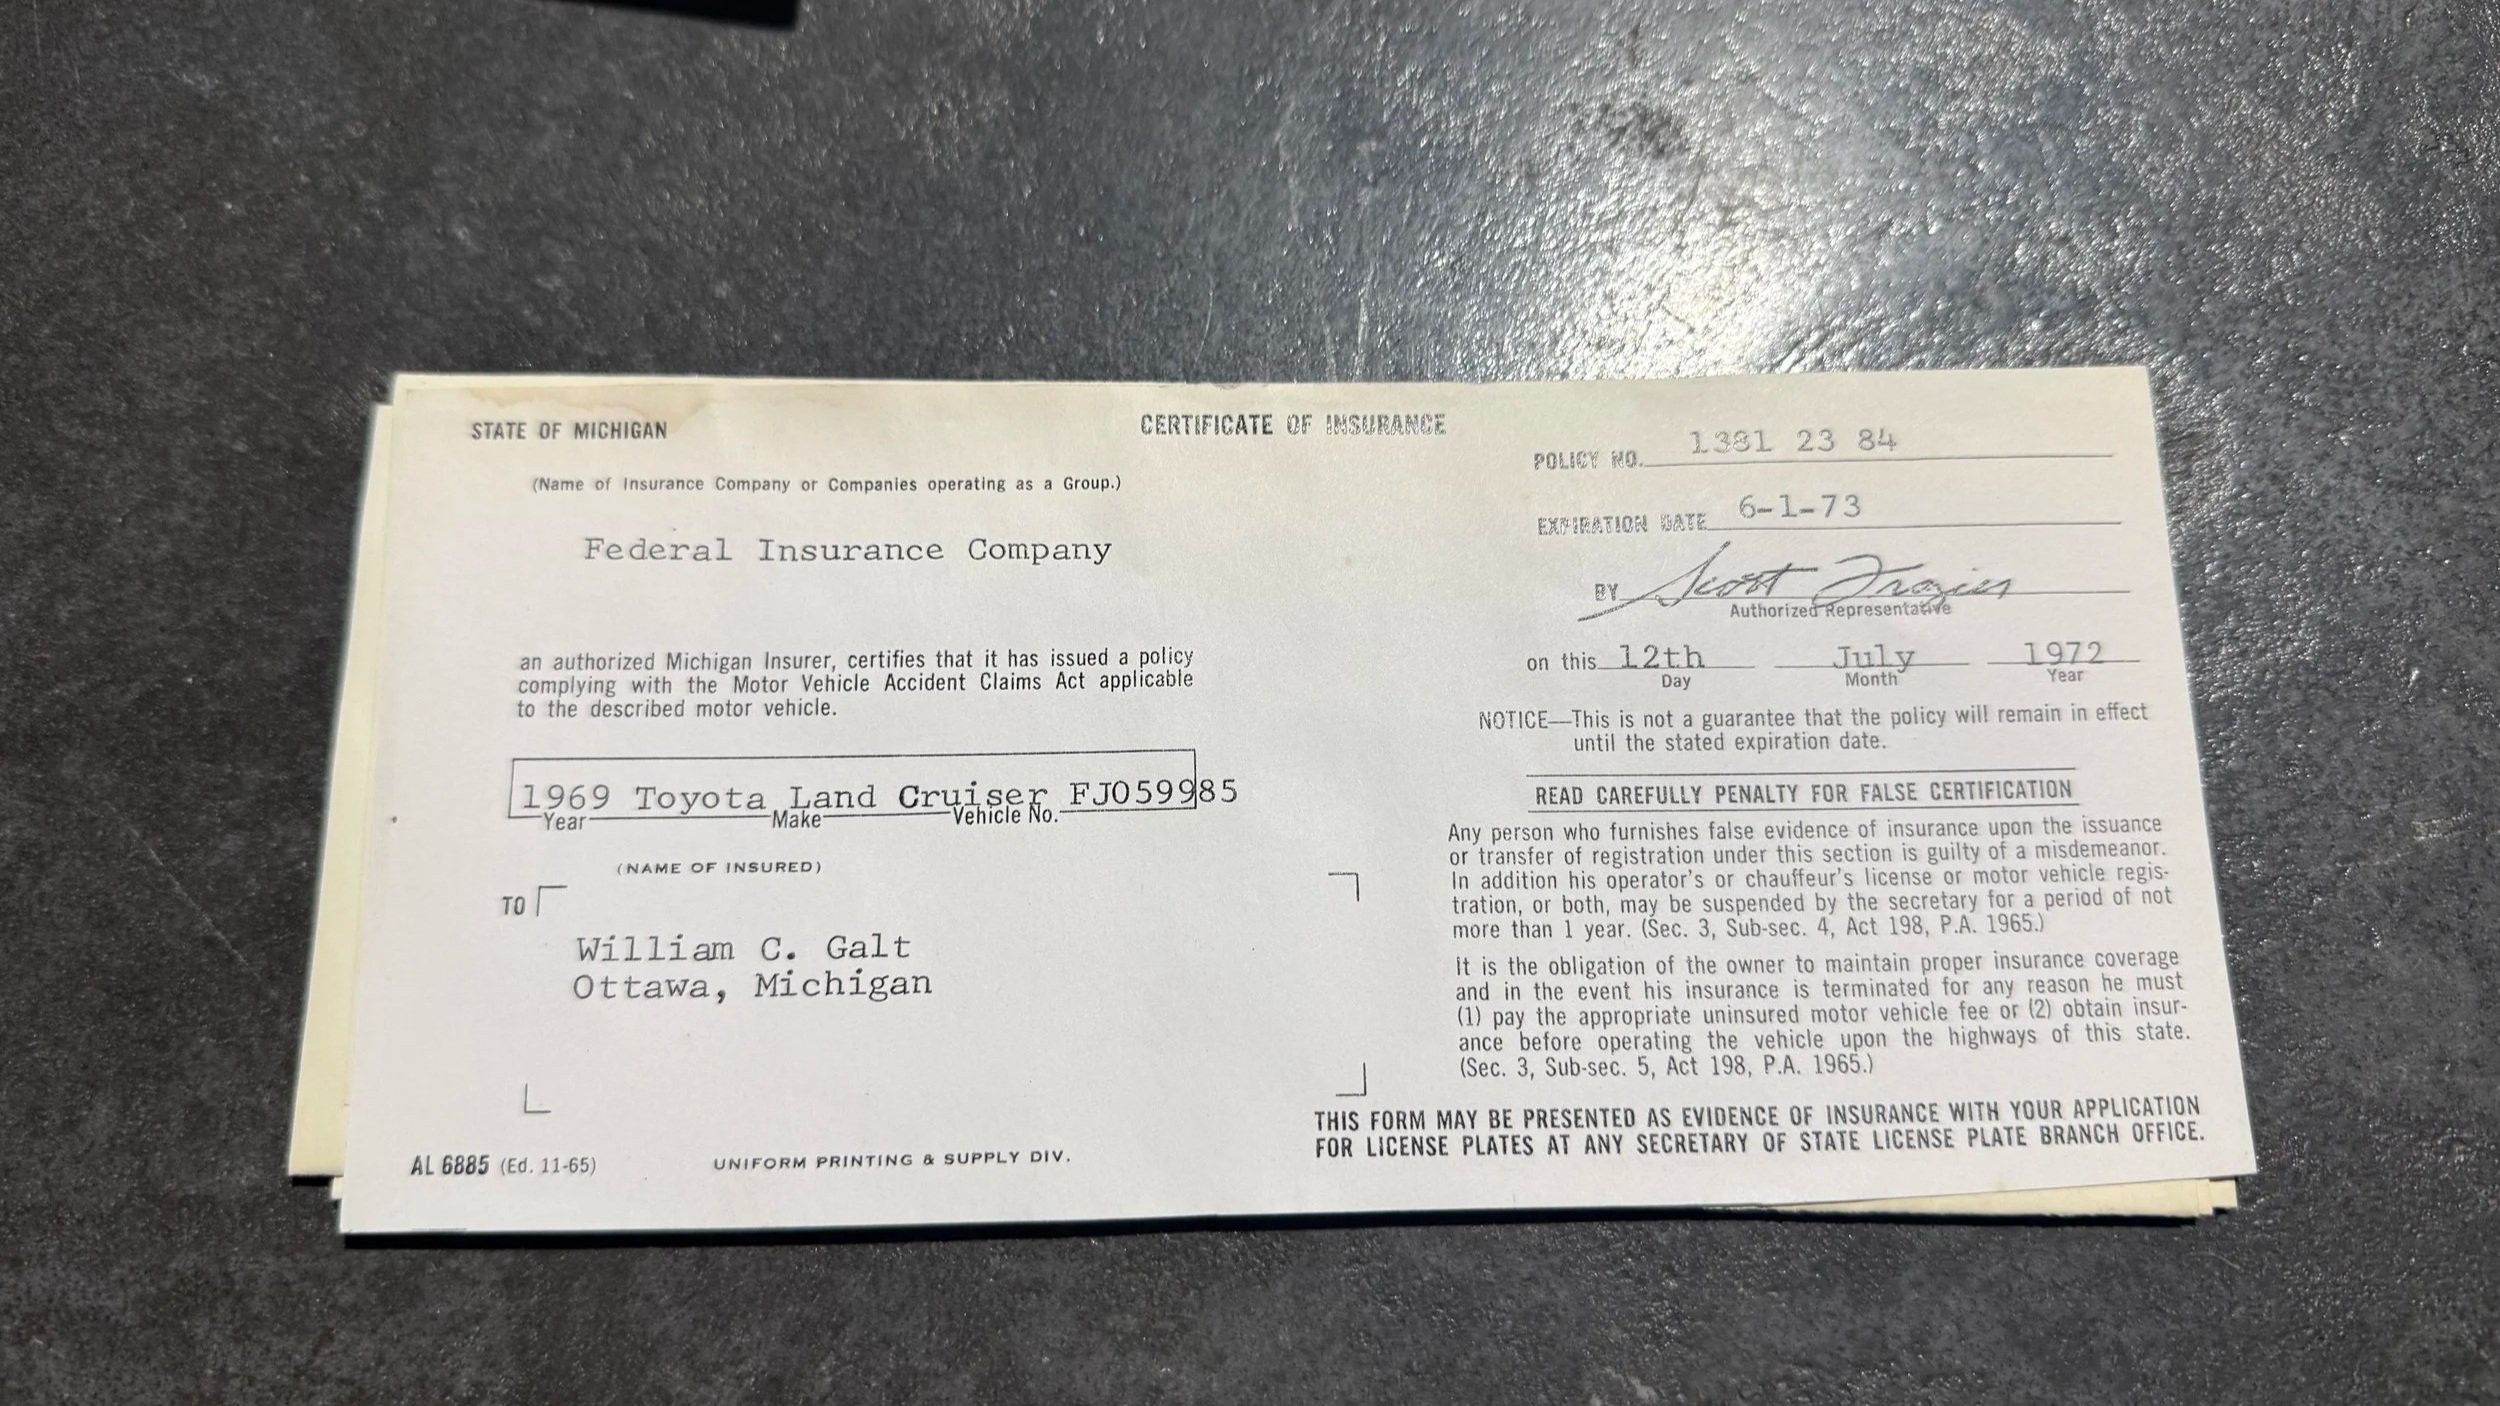 STATE OF MICHIGAN
CERTIFICATE OF INSURANCE
(Name of Insurance Company or Companies operating as a Group.)
Federal Insurance Company
an authorized Michigan Insurer, certifies that it has issued a policy
complying with the Motor Vehicle Accident Claims Act applicable
to the described motor vehicle.
1969 Toyota Land Cruiser FJO59985
Year Make Vehicle No.
(NAME OF INSURED)
TO
William C. Galt
Ottawa, Michigan
AL 6885 (Ed. 11-65)
UNIFORM PRINTING & SUPPLY DIV.
POLICY NO. 1381 23 84
EXPIRATION DATE 6-1-73
BY Scott Frazier
Authorized Representative
on this 12th July 1972
Day Month Year
NOTICE—This is not a guarantee that the policy will remain in effect
until the stated expiration date.
READ CAREFULLY PENALTY FOR FALSE CERTIFICATION
Any person who furnishes false evidence of insurance upon the issuance
or transfer of registration under this section is guilty of a misdemeanor.
In addition his operator's or chauffeur's license or motor vehicle regis-
tration, or both, may be suspended by the secretary for a period of not
more than 1 year. (Sec. 3, Sub-sec. 4, Act 198, P.A. 1965.)
It is the obligation of the owner to maintain proper insurance coverage
and in the event his insurance is terminated for any reason he must
(1) pay the appropriate uninsured motor vehicle fee or (2) obtain insur-
ance before operating the vehicle upon the highways of this state.
(Sec. 3, Sub-sec. 5, Act 198, P.A. 1965.)
THIS FORM MAY BE PRESENTED AS EVIDENCE OF INSURANCE WITH YOUR APPLICATION
FOR LICENSE PLATES AT ANY SECRETARY OF STATE LICENSE PLATE BRANCH OFFICE.